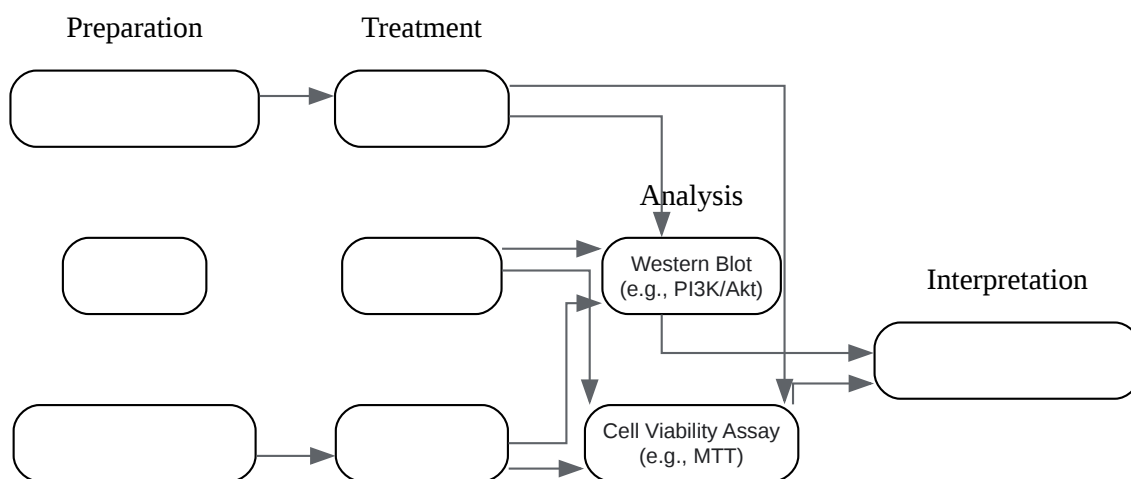 Preparation
Treatment
Analysis
Western Blot
(e.g., PI3K/Akt)
Interpretation
Cell Viability Assay
(e.g., MTT)